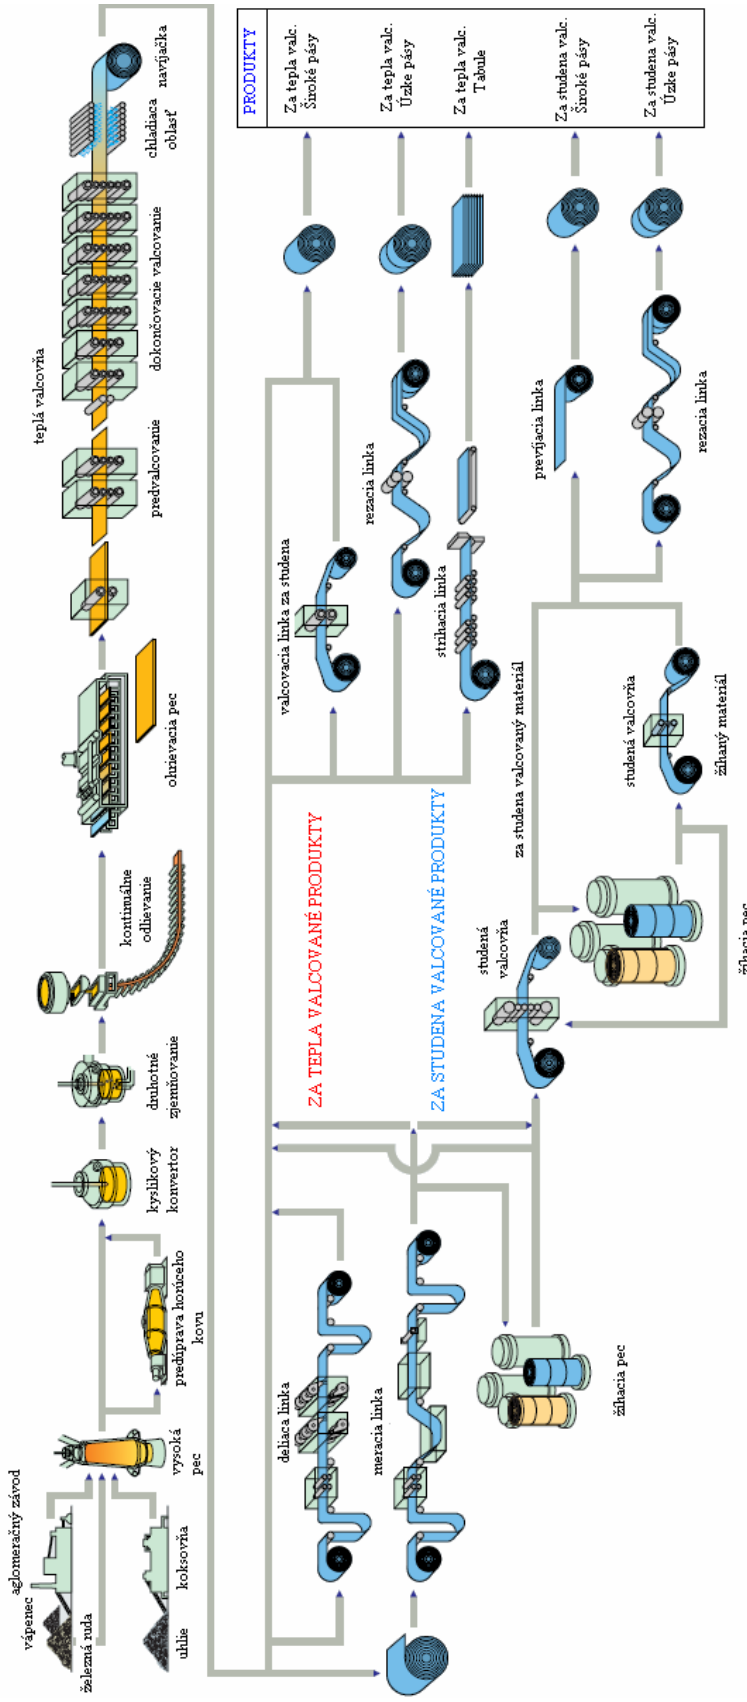 vápenec
aglomeračný závod
železná ruda
uhlie
koksovňa
vysoká
pec
predúprava horúceho
kovu
kyslikový
konvertor
druhotné
zjemňovanie
kontinuálne
odlievanie
ohrievacia pec
teplá valcovňa
predvalcovanie
dokončovacie valcovanie
chladiaca
oblasť
navíjačka
deliaca linka
meracia linka
žíhacia pec
ZA TEPLA VALCOVANÉ PRODUKTY
ZA STUDENA VALCOVANÉ PRODUKTY
valcovacia linka za studena
rezacia linka
strihacia linka
studená
valcovňa
žíhacia pec
za studena valcovaný materiál
studená valcovňa
žíhaný materiál
prevíjacia linka
rezacia linka
PRODUKTY
Za tepla valc.
Široké pásy
Za tepla valc.
Úzke pásy
Za tepla valc.
Tabule
Za studena valc.
Široké pásy
Za studena valc.
Úzke pásy